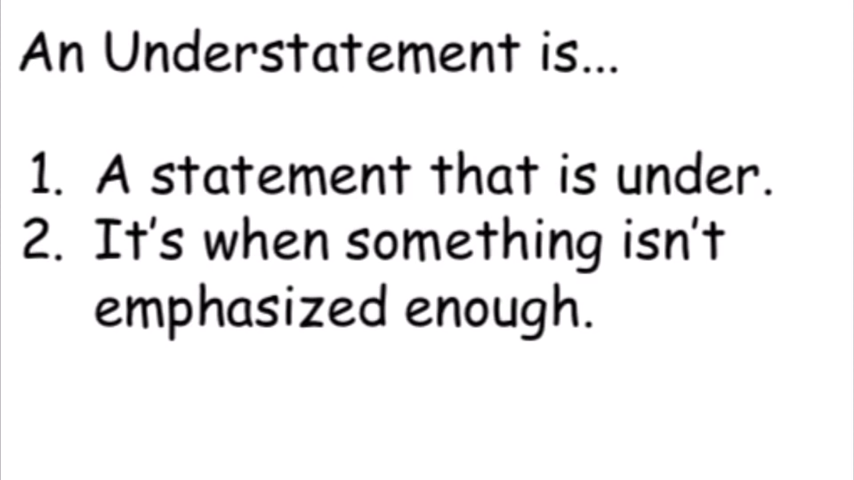 An Understatement is...
1. A statement that is under.
2. It's when something isn't
emphasized enough.